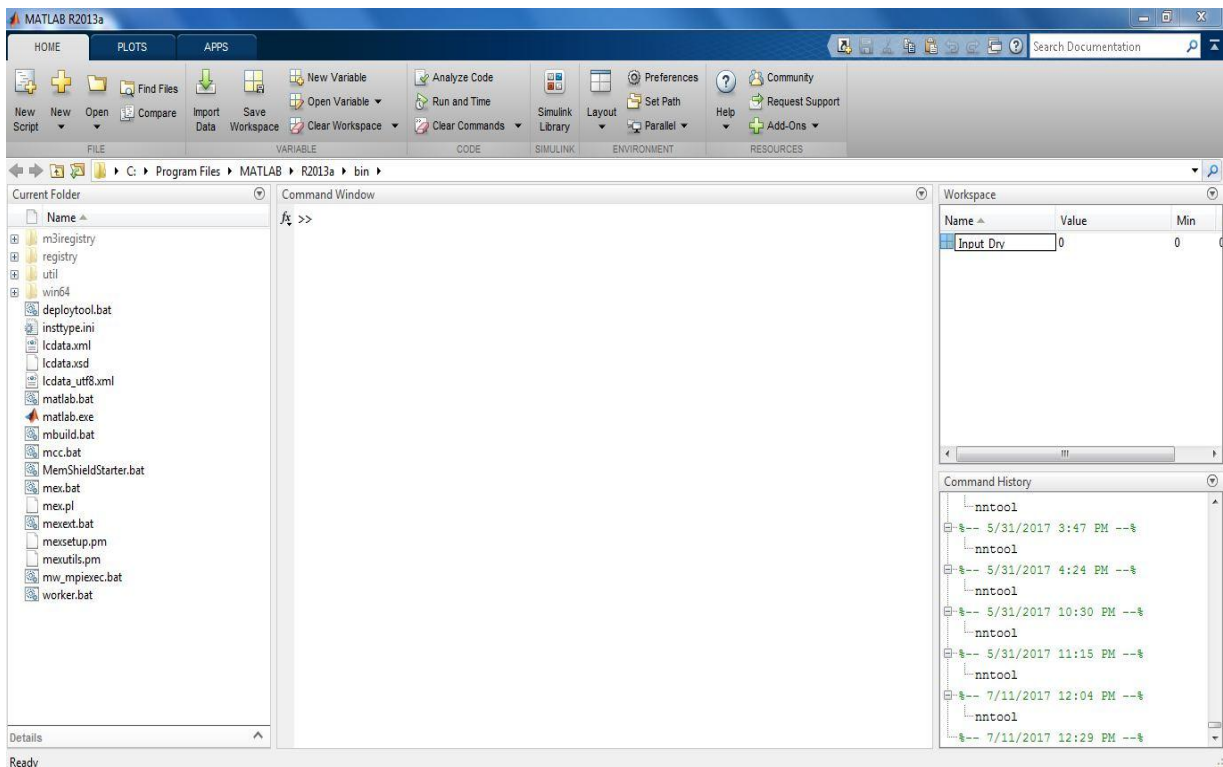 MATLAB R2013a
HOME PLOTS APPS
Search Documentation
New Script
New
Open
Find Files
Compare
Import Data
Save Workspace
New Variable
Open Variable
Clear Workspace
Analyze Code
Run and Time
Clear Commands
Simulink Library
Layout
Preferences
Set Path
Parallel
Help
Community
Request Support
Add-Ons
FILE VARIABLE CODE SIMULINK ENVIRONMENT RESOURCES
C: Program Files MATLAB R2013a bin
Current Folder
Name
m3iregistry
registry
util
win64
deploytool.bat
insttype.ini
lcdata.xml
lcdata.xsd
lcdata_utf8.xml
matlab.bat
matlab.exe
mbuild.bat
mcc.bat
MemShieldStarter.bat
mex.bat
mex.pl
mexext.bat
mexsetup.pm
mexutils.pm
mw_mpiexec.bat
worker.bat
Details
Ready
Command Window
fx >>
Workspace
Name Value Min
Input Dry 0 0
Command History
nntool
%-- 5/31/2017 3:47 PM --%
nntool
%-- 5/31/2017 4:24 PM --%
nntool
%-- 5/31/2017 10:30 PM --%
nntool
%-- 5/31/2017 11:15 PM --%
nntool
%-- 7/11/2017 12:04 PM --%
nntool
%-- 7/11/2017 12:29 PM --%